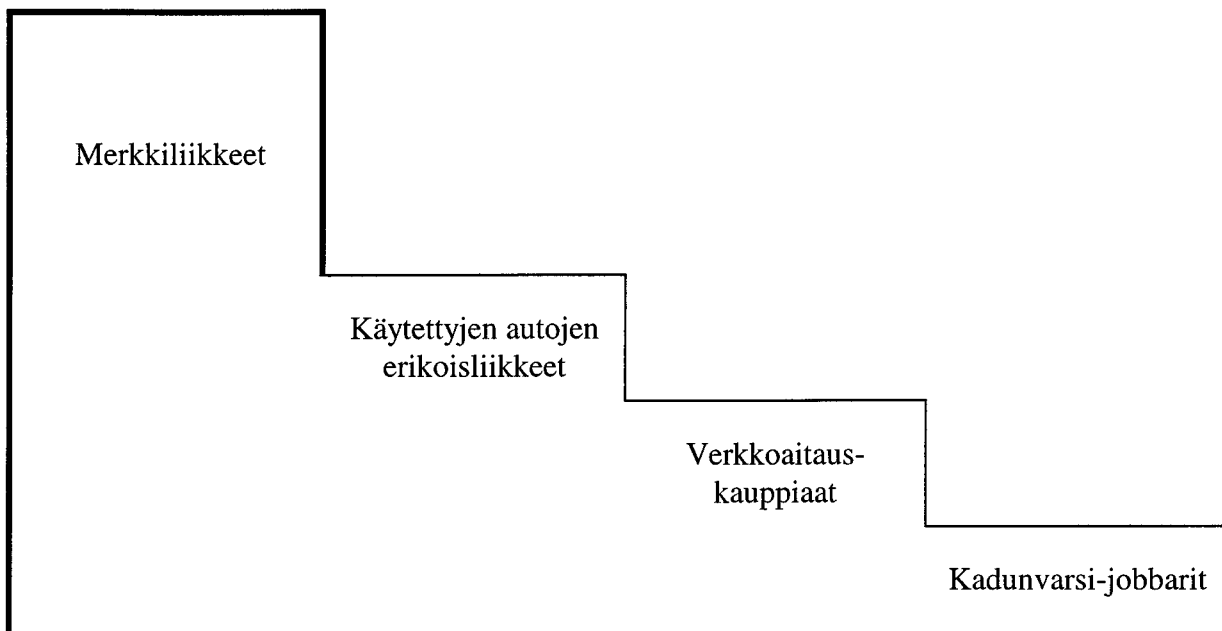 Merkkiliikkeet
Käytettyjen autojen
erikoisliikkeet
Verkkoaitaus-
kauppiaat
Kadunvarsi-jobbarit